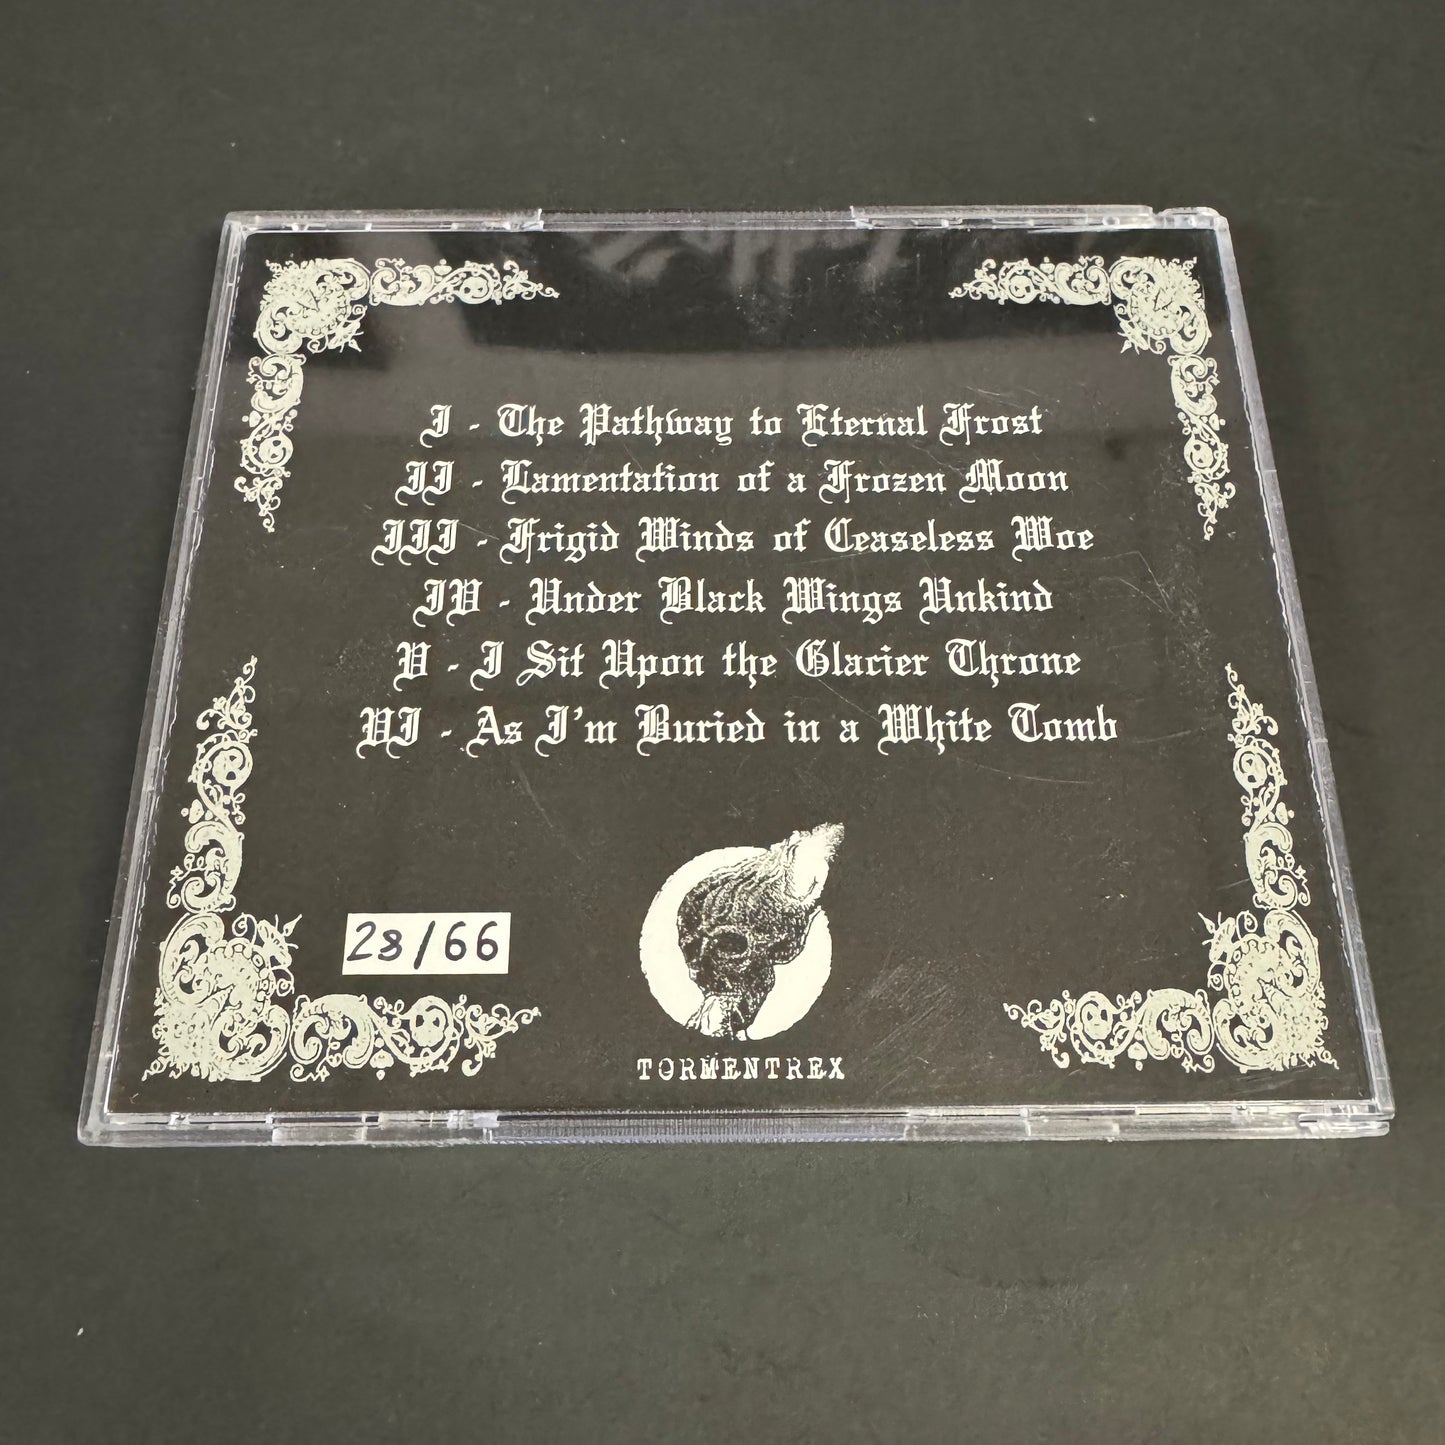 I - The Pathway to Eternal Frost
II - Lamentation of a Frozen Moon
III - Frigid Winds of Ceaseless Woe
IV - Under Black Wings Unkind
V - I Sit Upon the Glacier Throne
VI - As I'm Buried in a White Tomb
28/66
TORMENTREX